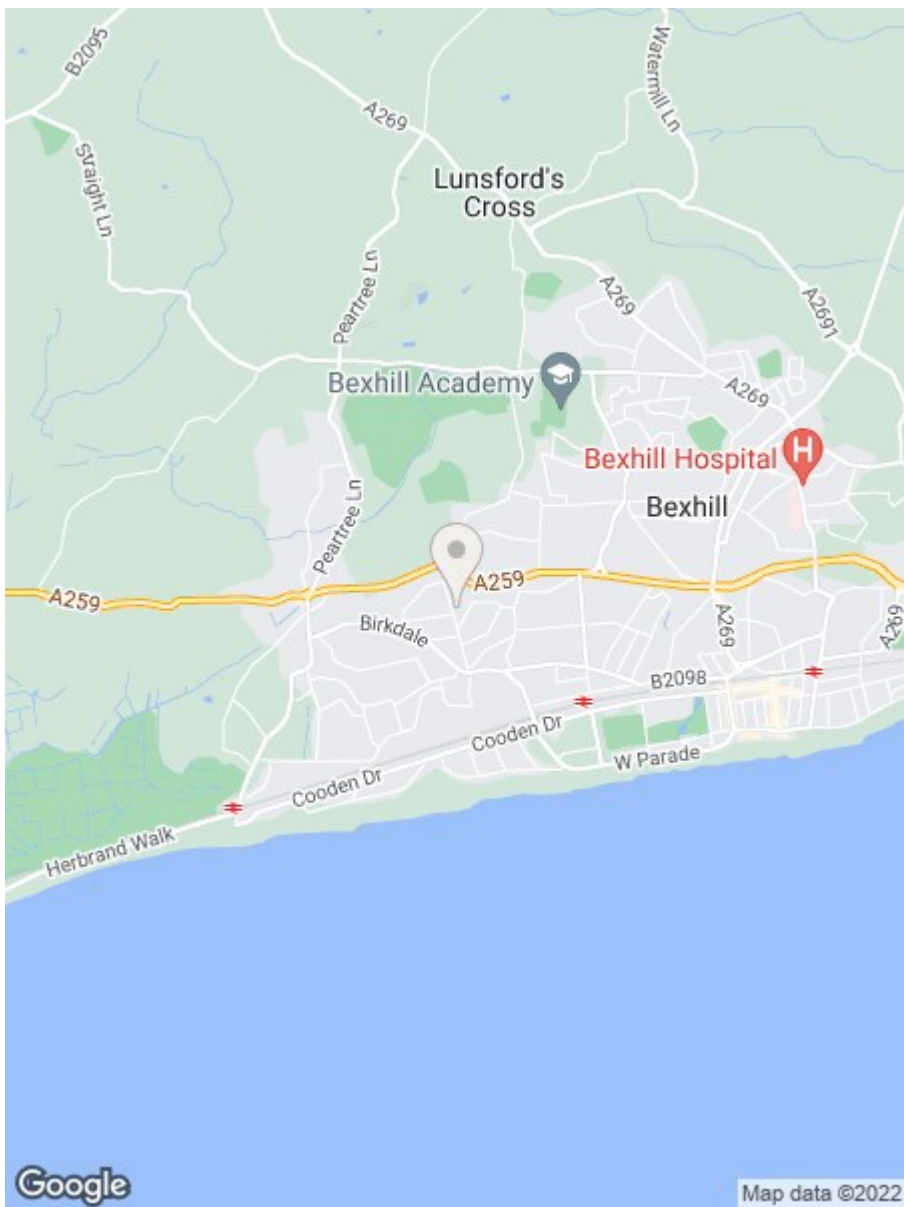 B2095
Watermill Ln
A269
Straight Ln
Lunsford's
Cross
Peartree Ln
A269
A2691
Bexhill Academy
A269
Bexhill Hospital
H
Bexhill
Peartree Ln
A259
A259
Birkdale
A269
A269
B2098
Cooden Dr
W Parade
Cooden Dr
Herbrand Walk
Google
Map data ©2022